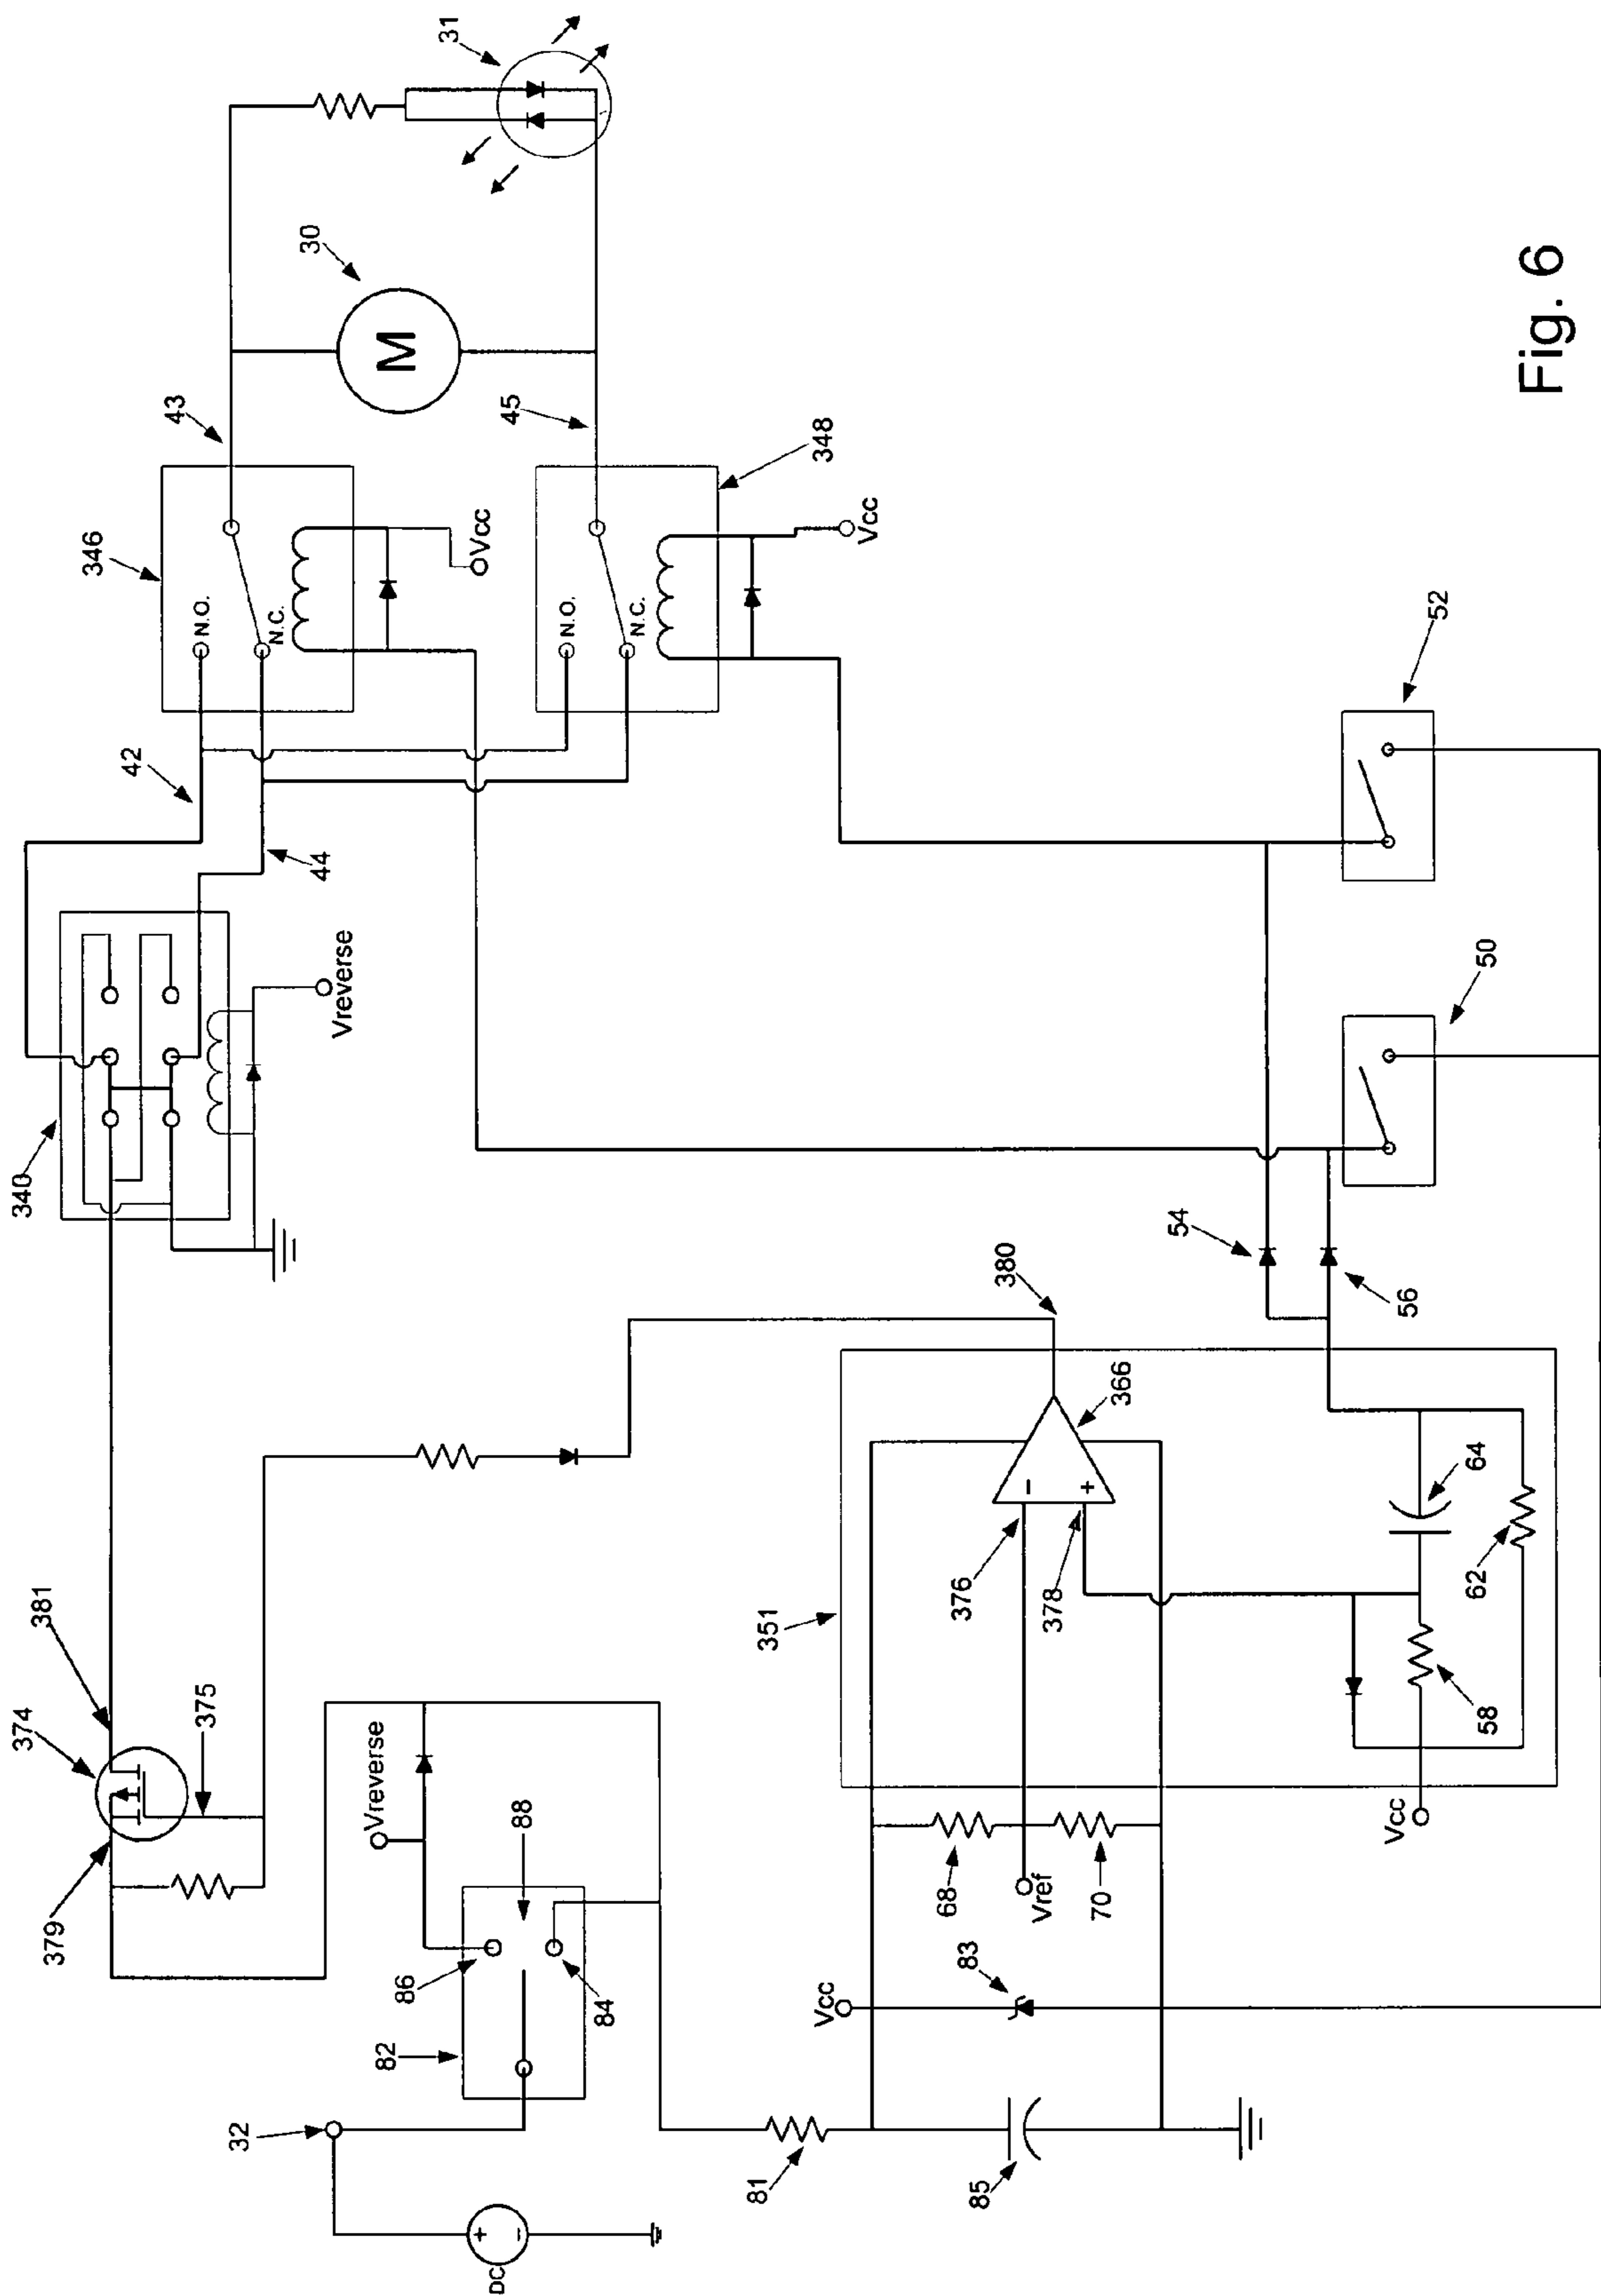 31
30
43
45
346
348
N.O.
N.C.
Vcc
N.O.
N.C.
Vcc
M
42
44
340
Vreverse
52
50
54
56
380
381
374
375
379
Vreverse
88
86
84
82
32
DC
+
−
351
366
376
378
−
+
64
62
58
Vcc
68
Vref
70
83
Vcc
81
85
Fig. 6